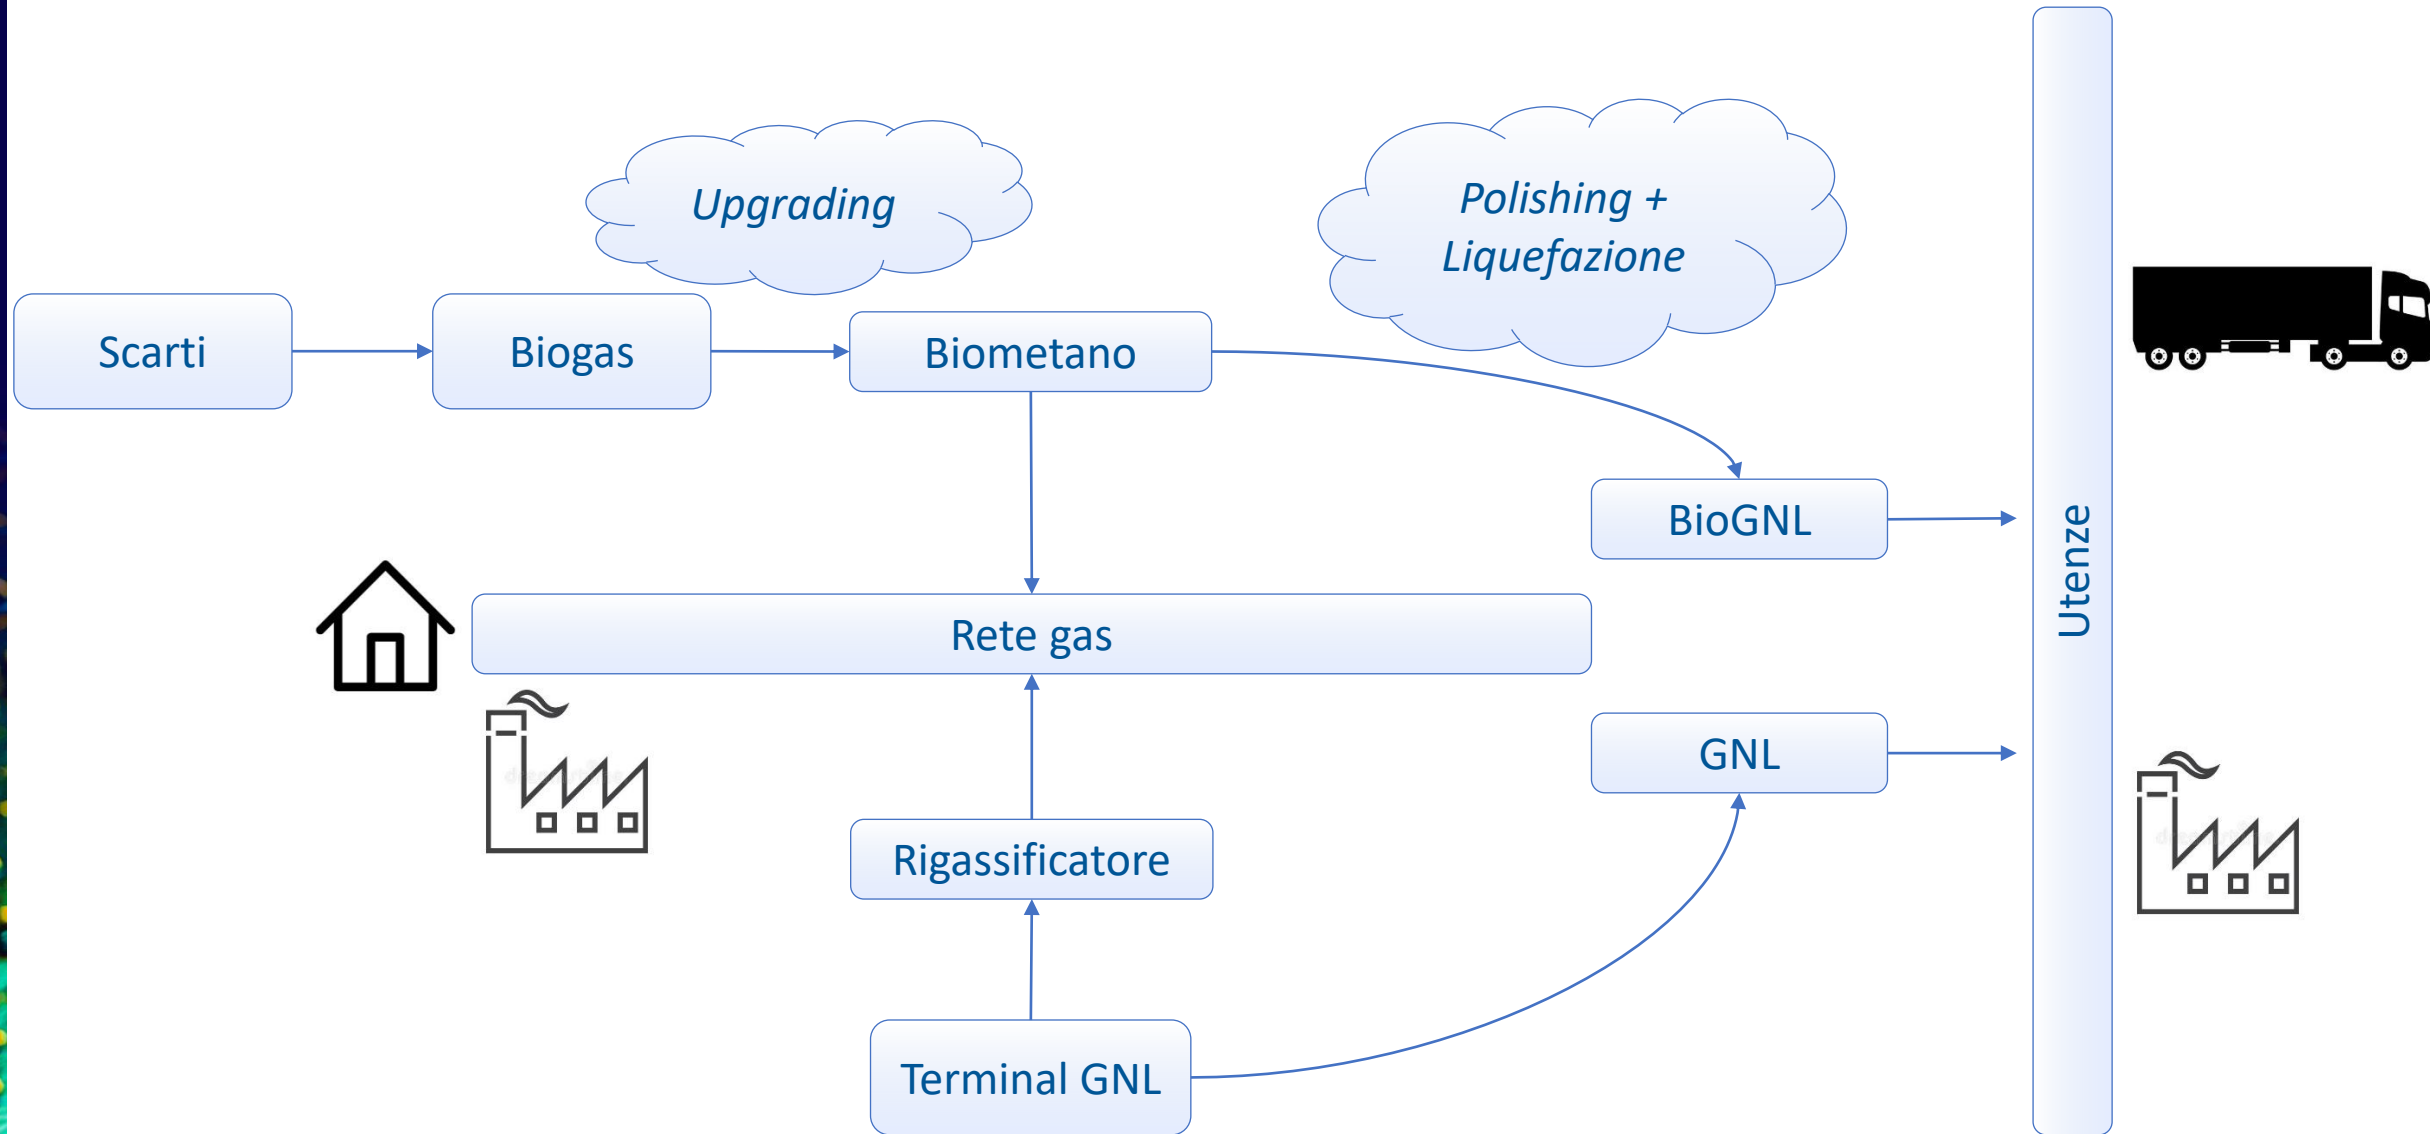 Upgrading
Polishing +
Liquefazione
Scarti
Biogas
Biometano
BioGNL
Utenze
Rete gas
GNL
Rigassificatore
Terminal GNL